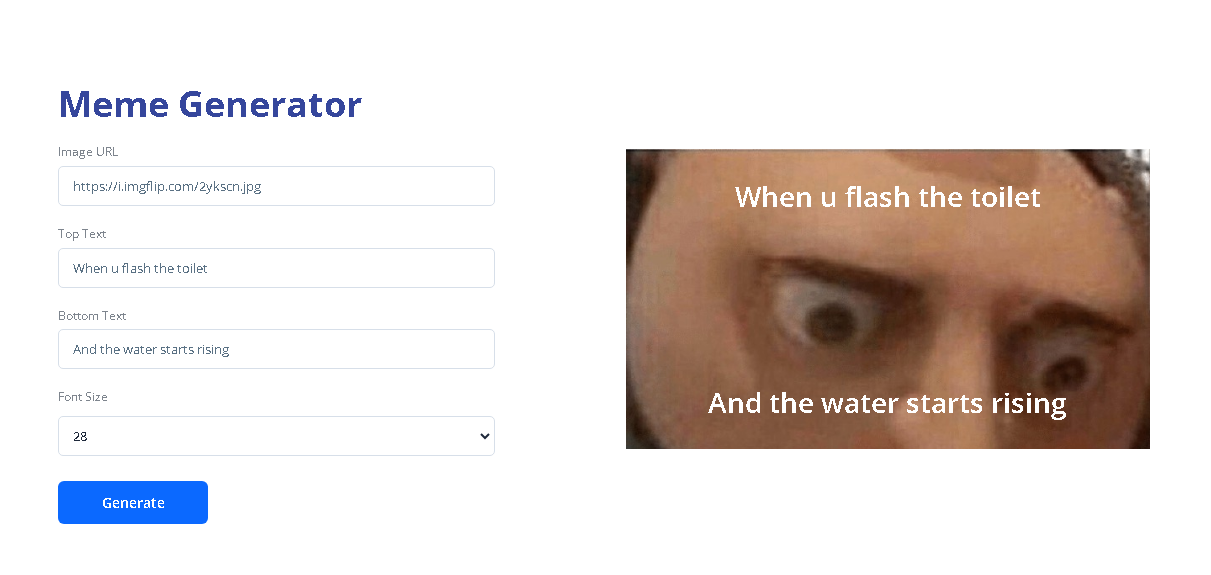 Meme Generator
Image URL
https://i.imgflip.com/2ykscn.jpg
Top Text
When u flash the toilet
Bottom Text
And the water starts rising
Font Size
28
Generate
When u flash the toilet
And the water starts rising